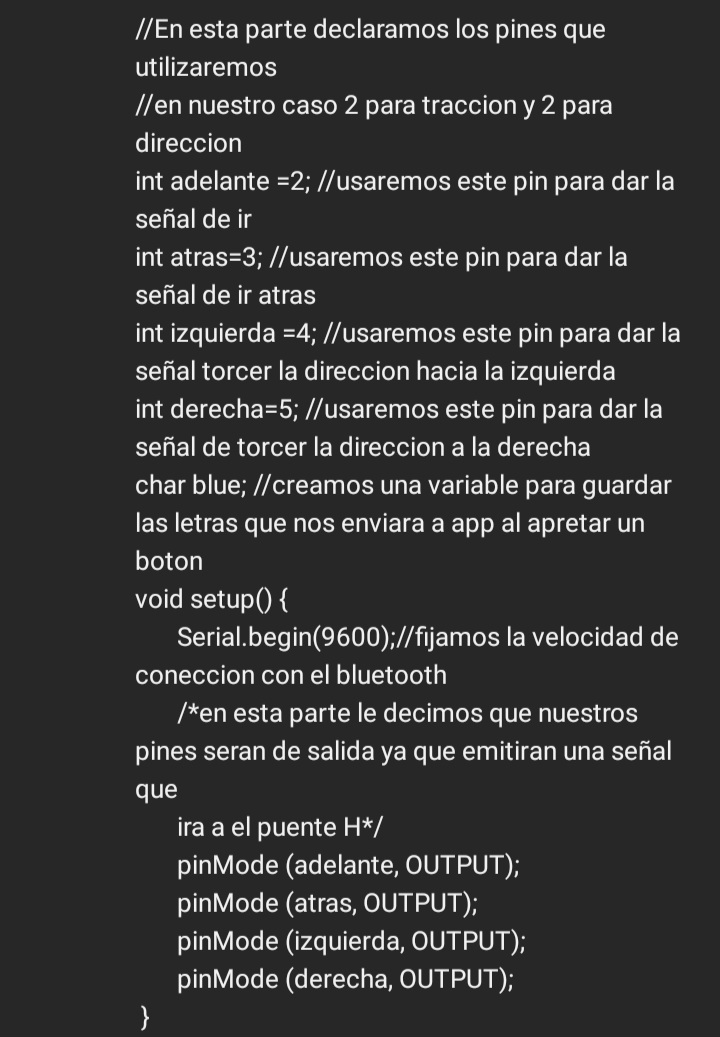 //En esta parte declaramos los pines que
utilizaremos
//en nuestro caso 2 para traccion y 2 para
direccion
int adelante =2; //usaremos este pin para dar la
señal de ir
int atras=3; //usaremos este pin para dar la
señal de ir atras
int izquierda =4; //usaremos este pin para dar la
señal torcer la direccion hacia la izquierda
int derecha=5; //usaremos este pin para dar la
señal de torcer la direccion a la derecha
char blue; //creamos una variable para guardar
las letras que nos enviara a app al apretar un
boton
void setup() {
Serial.begin(9600);//fijamos la velocidad de
coneccion con el bluetooth
/*en esta parte le decimos que nuestros
pines seran de salida ya que emitiran una señal
que
ira a el puente H*/
pinMode (adelante, OUTPUT);
pinMode (atras, OUTPUT);
pinMode (izquierda, OUTPUT);
pinMode (derecha, OUTPUT);
}